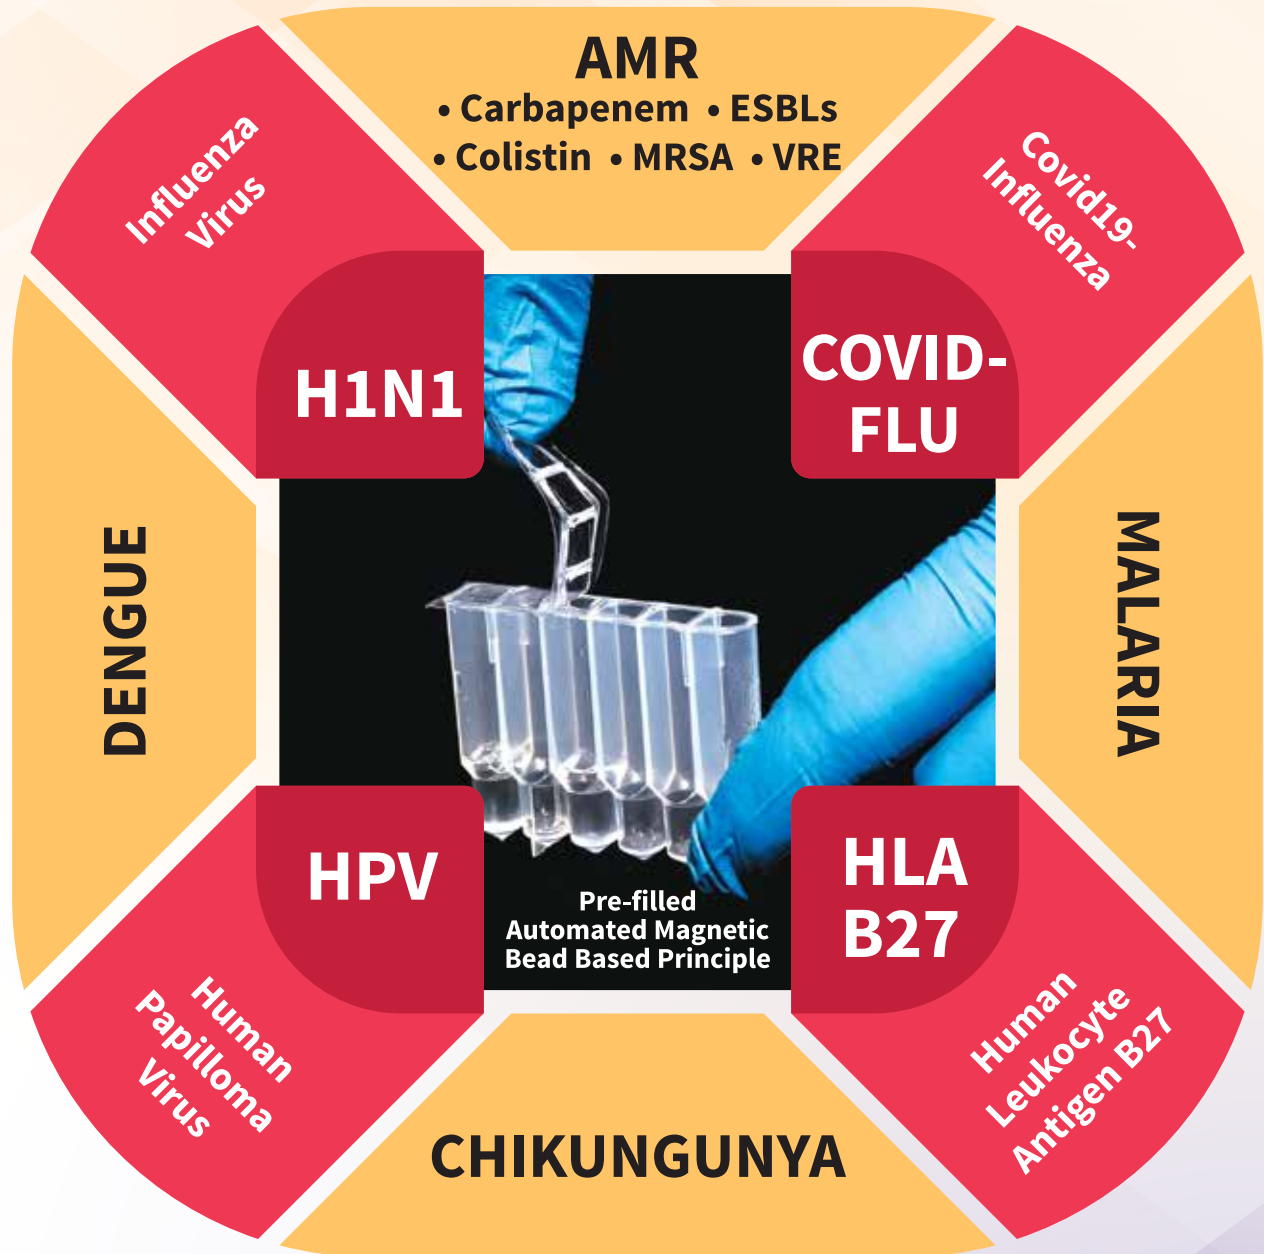 AMR
• Carbapenem • ESBLs
• Colistin • MRSA • VRE
Influenza
Virus
H1N1
Covid19-
Influenza
COVID-
FLU
DENGUE
MALARIA
HPV
Human
Papilloma
Virus
Pre-filled
Automated Magnetic
Bead Based Principle
HLA
B27
Human
Leukocyte
Antigen B27
CHIKUNGUNYA